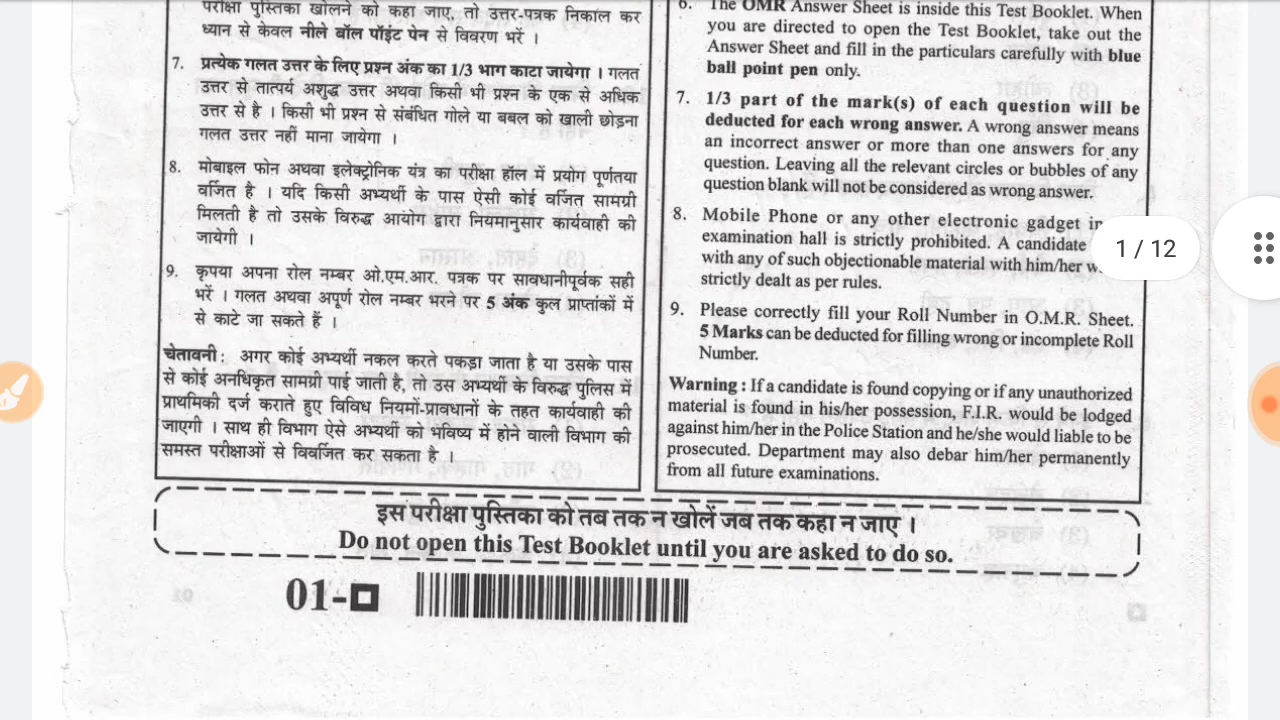 परीक्षा पुस्तिका खोलने को कहा जाए, तो उत्तर-पत्रक निकाल कर
ध्यान से केवल नीले बॉल पॉइंट पेन से विवरण भरें ।
7. प्रत्येक गलत उत्तर के लिए प्रश्न अंक का 1/3 भाग काटा जायेगा । गलत
उत्तर से तात्पर्य अशुद्ध उत्तर अथवा किसी भी प्रश्न के एक से अधिक
उत्तर से है । किसी भी प्रश्न से संबंधित गोले या बबल को खाली छोड़ना
गलत उत्तर नहीं माना जायेगा ।
8. मोबाइल फोन अथवा इलेक्ट्रोनिक यंत्र का परीक्षा हॉल में प्रयोग पूर्णतया
वर्जित है । यदि किसी अभ्यर्थी के पास ऐसी कोई वर्जित सामग्री
मिलती है तो उसके विरुद्ध आयोग द्वारा नियमानुसार कार्यवाही की
जायेगी ।
9. कृपया अपना रोल नम्बर ओ.एम.आर. पत्रक पर सावधानीपूर्वक सही
भरें । गलत अथवा अपूर्ण रोल नम्बर भरने पर 5 अंक कुल प्राप्तांकों में
से काटे जा सकते हैं ।
चेतावनी : अगर कोई अभ्यर्थी नकल करते पकड़ा जाता है या उसके पास
से कोई अनधिकृत सामग्री पाई जाती है, तो उस अभ्यर्थी के विरुद्ध पुलिस में
प्राथमिकी दर्ज कराते हुए विविध नियमों-प्रावधानों के तहत कार्यवाही की
जाएगी । साथ ही विभाग ऐसे अभ्यर्थी को भविष्य में होने वाली विभाग की
समस्त परीक्षाओं से विवर्जित कर सकता है ।
6. The OMR Answer Sheet is inside this Test Booklet. When
you are directed to open the Test Booklet, take out the
Answer Sheet and fill in the particulars carefully with blue
ball point pen only.
7. 1/3 part of the mark(s) of each question will be
deducted for each wrong answer. A wrong answer means
an incorrect answer or more than one answers for any
question. Leaving all the relevant circles or bubbles of any
question blank will not be considered as wrong answer.
8. Mobile Phone or any other electronic gadget in
examination hall is strictly prohibited. A candidate
with any of such objectionable material with him/her
strictly dealt as per rules.
9. Please correctly fill your Roll Number in O.M.R. Sheet.
5 Marks can be deducted for filling wrong or incomplete Roll
Number.
Warning : If a candidate is found copying or if any unauthorized
material is found in his/her possession, F.I.R. would be lodged
against him/her in the Police Station and he/she would liable to be
prosecuted. Department may also debar him/her permanently
from all future examinations.
1 / 12
इस परीक्षा पुस्तिका को तब तक न खोलें जब तक कहा न जाए ।
Do not open this Test Booklet until you are asked to do so.
01-